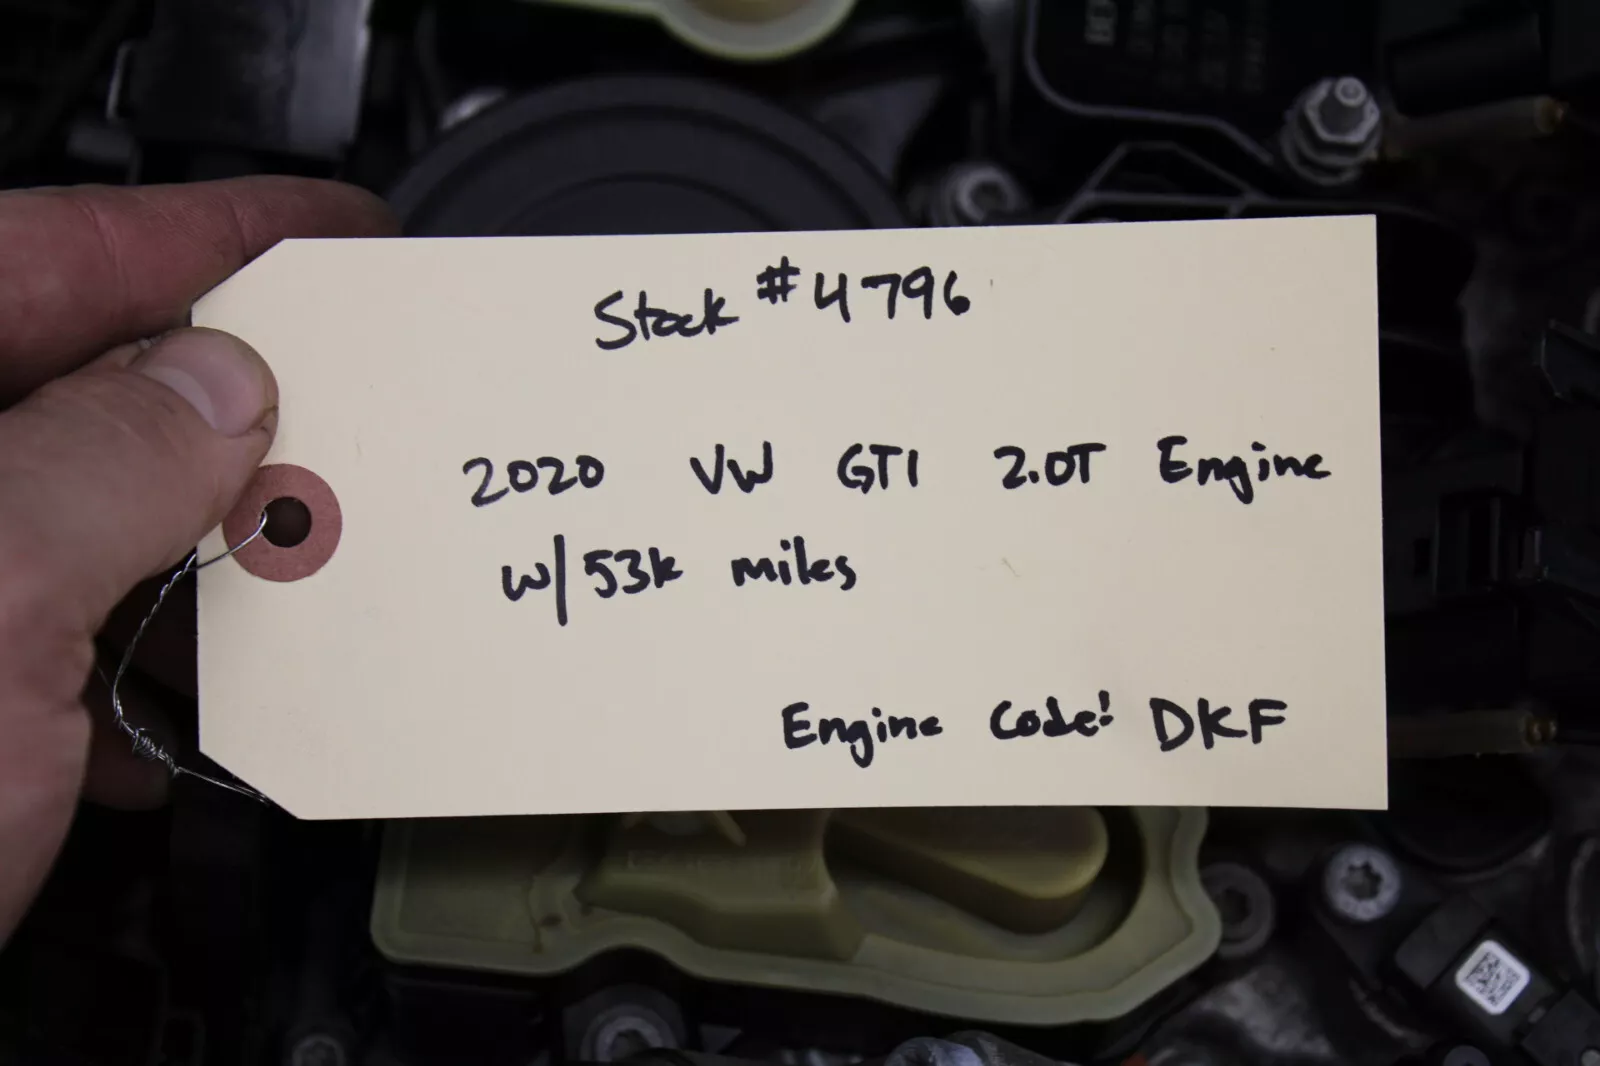 Stock #4796
2020 VW GTI 2.0T Engine
w/53k miles
Engine Code: DKF